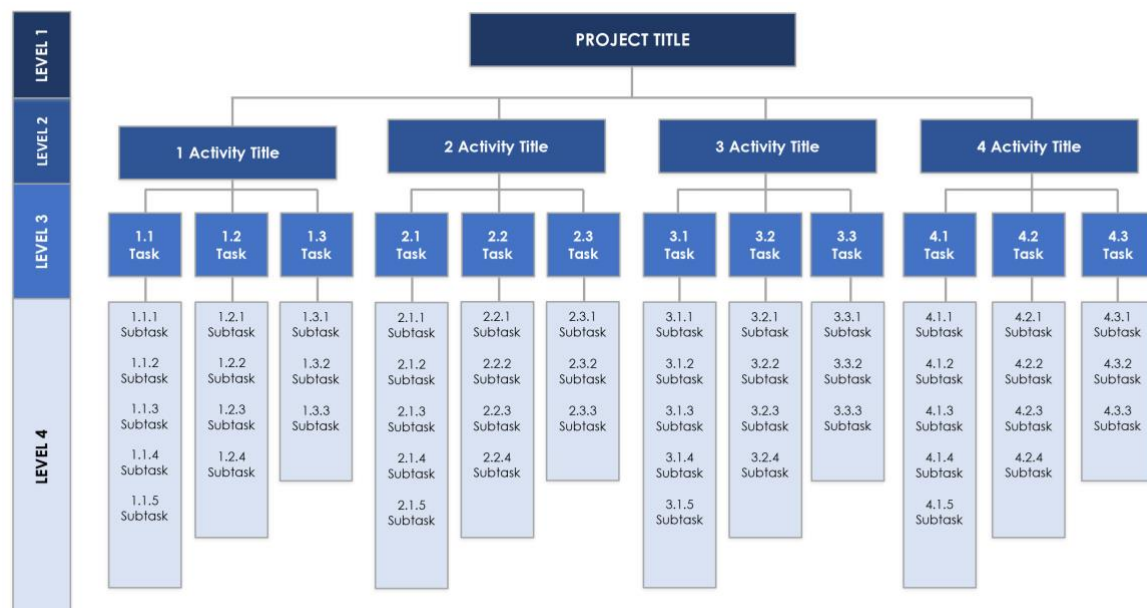 LEVEL 1
PROJECT TITLE
LEVEL 2
1 Activity Title
2 Activity Title
3 Activity Title
4 Activity Title
LEVEL 3
1.1
Task
1.2
Task
1.3
Task
2.1
Task
2.2
Task
2.3
Task
3.1
Task
3.2
Task
3.3
Task
4.1
Task
4.2
Task
4.3
Task
LEVEL 4
1.1.1
Subtask
1.1.2
Subtask
1.1.3
Subtask
1.1.4
Subtask
1.1.5
Subtask
1.2.1
Subtask
1.2.2
Subtask
1.2.3
Subtask
1.2.4
Subtask
1.3.1
Subtask
1.3.2
Subtask
1.3.3
Subtask
2.1.1
Subtask
2.1.2
Subtask
2.1.3
Subtask
2.1.4
Subtask
2.1.5
Subtask
2.2.1
Subtask
2.2.2
Subtask
2.2.3
Subtask
2.2.4
Subtask
2.3.1
Subtask
2.3.2
Subtask
2.3.3
Subtask
3.1.1
Subtask
3.1.2
Subtask
3.1.3
Subtask
3.1.4
Subtask
3.1.5
Subtask
3.2.1
Subtask
3.2.2
Subtask
3.2.3
Subtask
3.2.4
Subtask
3.3.1
Subtask
3.3.2
Subtask
3.3.3
Subtask
4.1.1
Subtask
4.1.2
Subtask
4.1.3
Subtask
4.1.4
Subtask
4.1.5
Subtask
4.2.1
Subtask
4.2.2
Subtask
4.2.3
Subtask
4.2.4
Subtask
4.3.1
Subtask
4.3.2
Subtask
4.3.3
Subtask